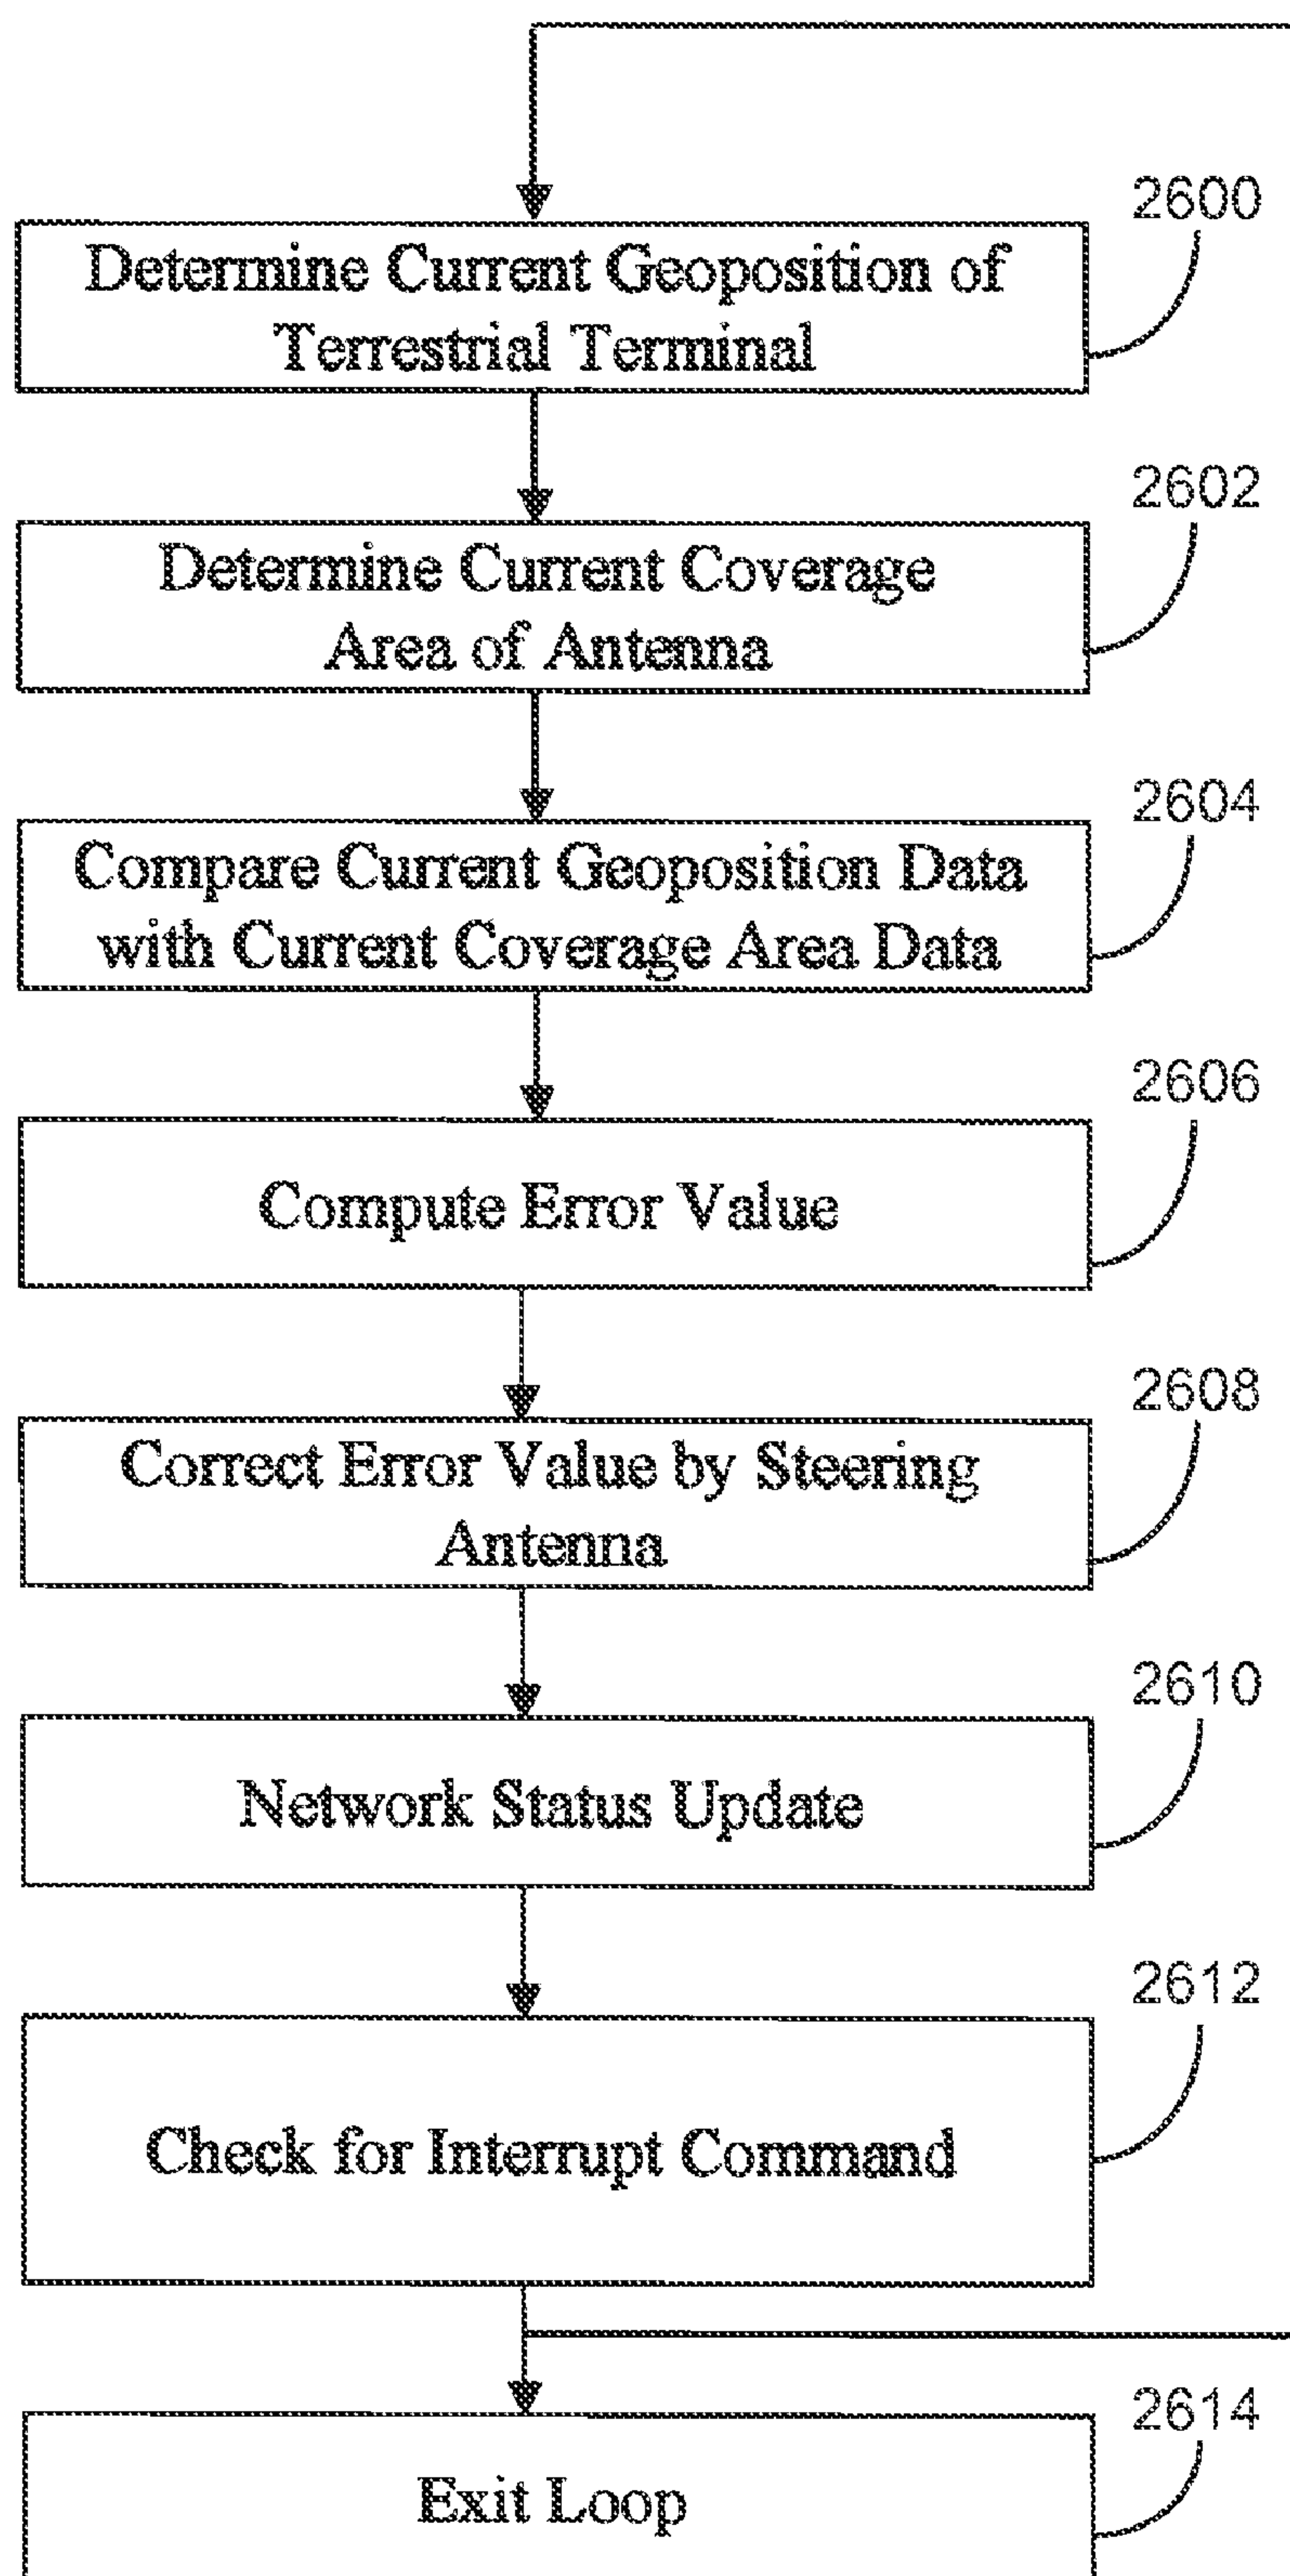 2600
Determine Current Geoposition of
Terrestrial Terminal
2602
Determine Current Coverage
Area of Antenna
2604
Compare Current Geoposition Data
with Current Coverage Area Data
2606
Compute Error Value
2608
Correct Error Value by Steering
Antenna
2610
Network Status Update
2612
Check for Interrupt Command
2614
Exit Loop